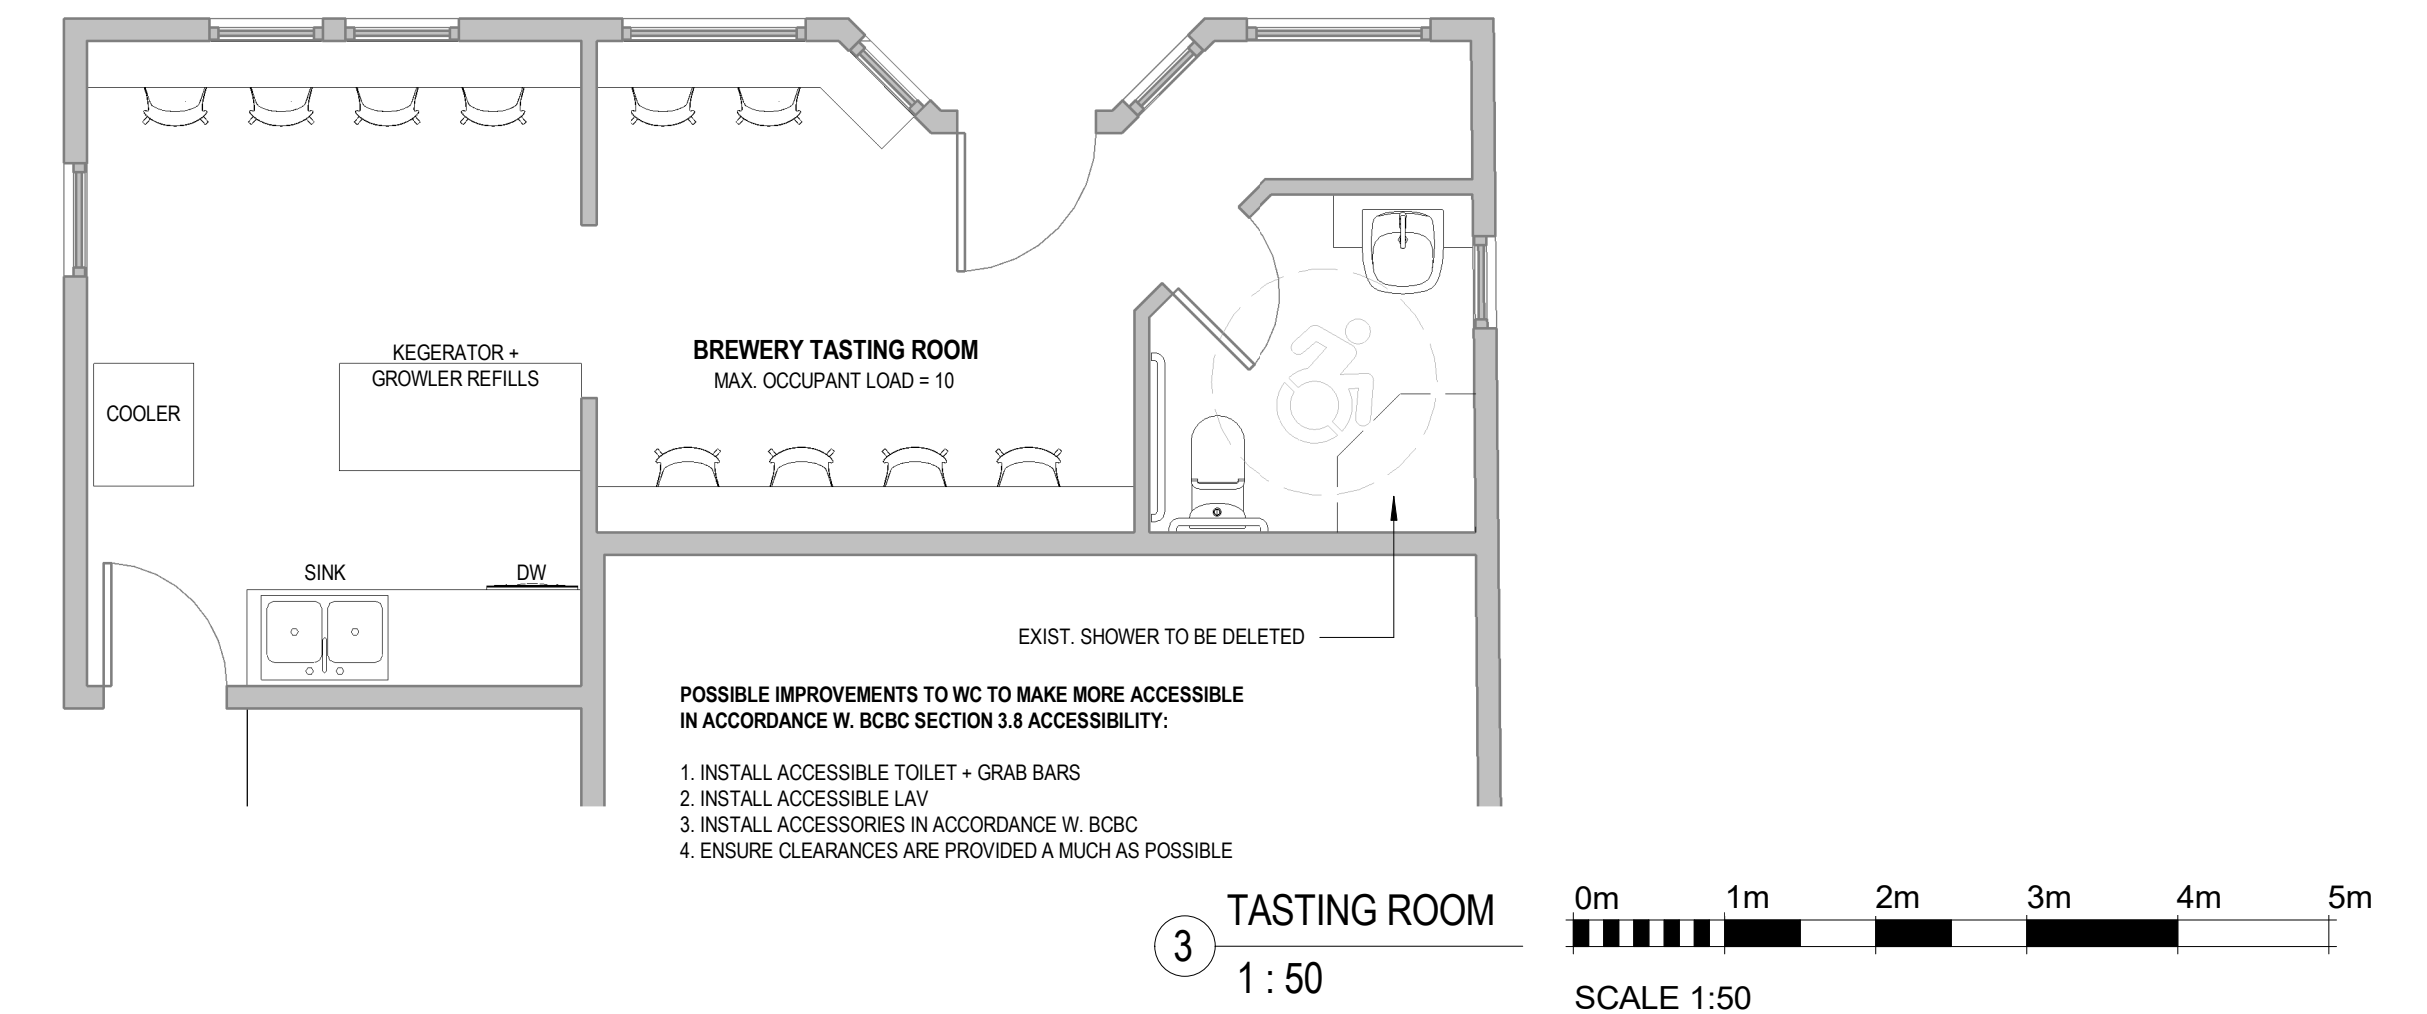 KEGERATOR +
GROWLER REFILLS
COOLER
BREWERY TASTING ROOM
MAX. OCCUPANT LOAD = 10
SINK
DW
EXIST. SHOWER TO BE DELETED
POSSIBLE IMPROVEMENTS TO WC TO MAKE MORE ACCESSIBLE
IN ACCORDANCE W. BCBC SECTION 3.8 ACCESSIBILITY:
1. INSTALL ACCESSIBLE TOILET + GRAB BARS
2. INSTALL ACCESSIBLE LAV
3. INSTALL ACCESSORIES IN ACCORDANCE W. BCBC
4. ENSURE CLEARANCES ARE PROVIDED A MUCH AS POSSIBLE
3
TASTING ROOM
1 : 50
0m 1m 2m 3m 4m 5m
SCALE 1:50